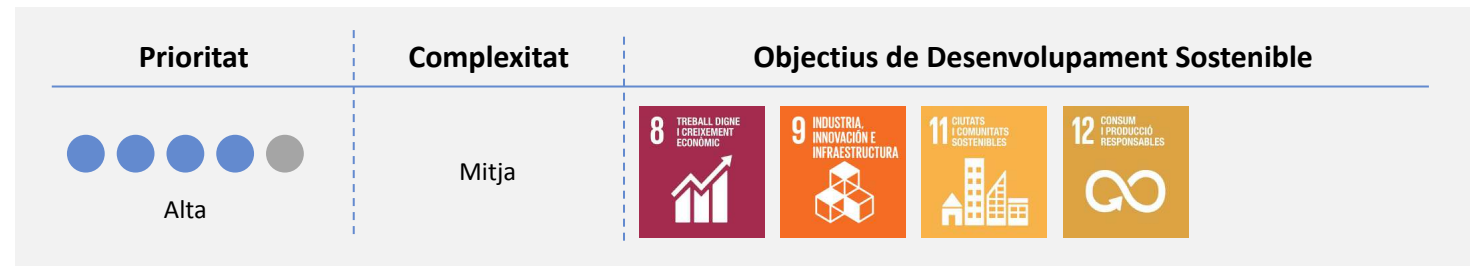 Prioritat
Complexitat
Objectius de Desenvolupament Sostenible
Alta
Mitja
8 TREBALL DIGNE
I CREIXEMENT
ECONÒMIC
9 INDUSTRIA,
INNOVACIÓN E
INFRAESTRUCTURA
11 CIUTATS
I COMUNITATS
SOSTENIBLES
12 CONSUM
I PRODUCCIÓ
RESPONSABLES